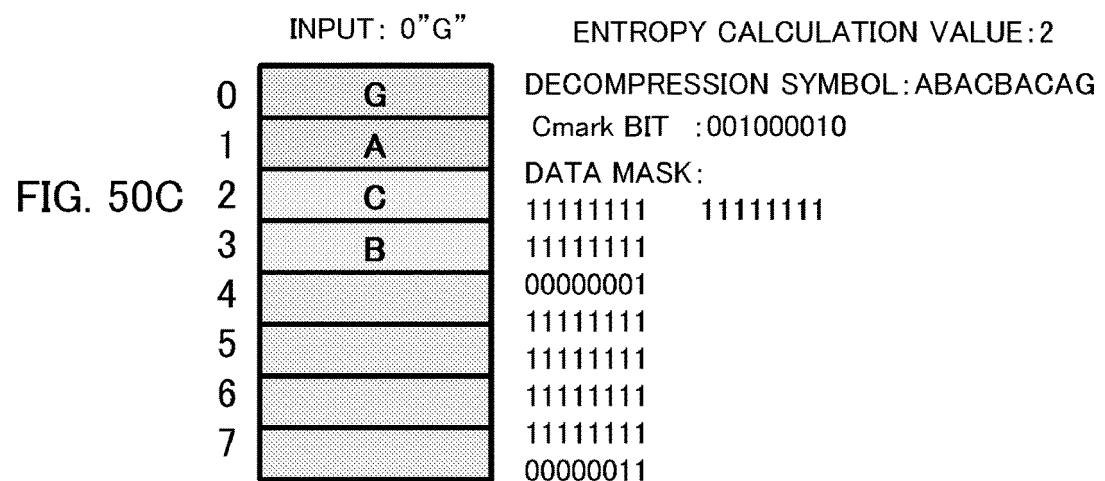 INPUT: 0"G"
ENTROPY CALCULATION VALUE:2
FIG. 50C
0 G
1 A
2 C
3 B
4
5
6
7
DECOMPRESSION SYMBOL:ABACBACAG
Cmark BIT :001000010
DATA MASK:
11111111 11111111
11111111
00000001
11111111
11111111
11111111
11111111
00000011